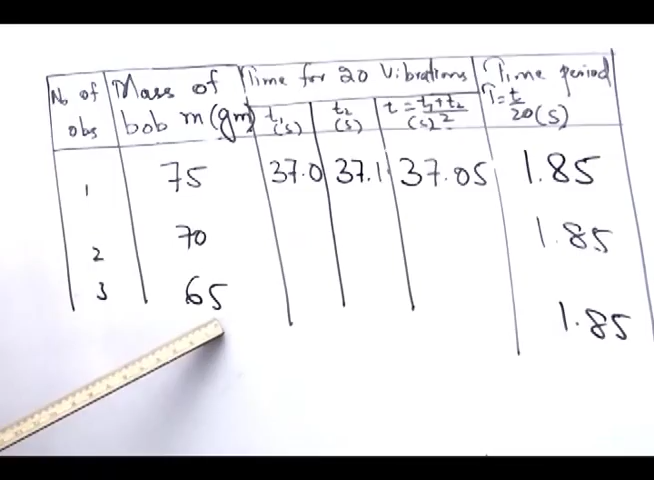 No of obs Mass of bob m(gm) Time for 20 Vibrations Time period T=t/20(s)
t₁ (s) t₂ (s) t=t₁+t₂/2 (s)
1 75 37.0 37.1 37.05 1.85
2 70 1.85
3 65 1.85